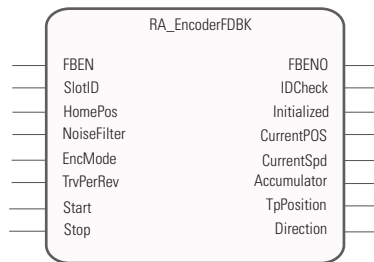 RA_EncoderFDBK
FBEN FBENO
SlotID IDCheck
HomePos Initialized
NoiseFilter CurrentPOS
EncMode CurrentSpd
TrvPerRev Accumulator
Start TpPosition
Stop Direction